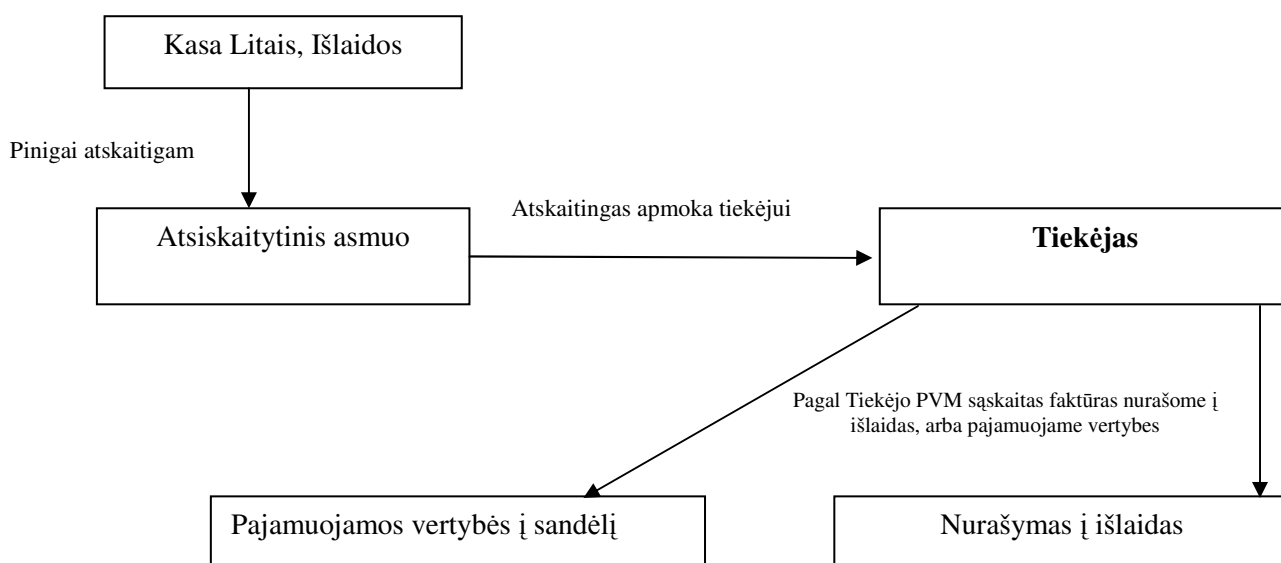 Kasa Litais, Išlaidos
Pinigai atskaitigam
Atskaitingas apmoka tiekėjui
Atsiskaitytinis asmuo
Tiekėjas
Pagal Tiekėjo PVM sąskaitas faktūras nurašome į
išlaidas, arba pajamuojame vertybes
Pajamuojamos vertybės į sandėlį
Nurašymas į išlaidas